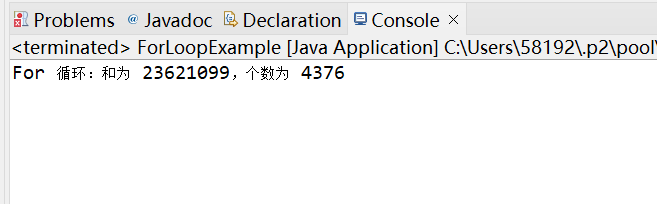 Problems Javadoc Declaration Console
<terminated> ForLoopExample [Java Application] C:\Users\58192\.p2\pool\
For 循环：和为 23621099，个数为 4376